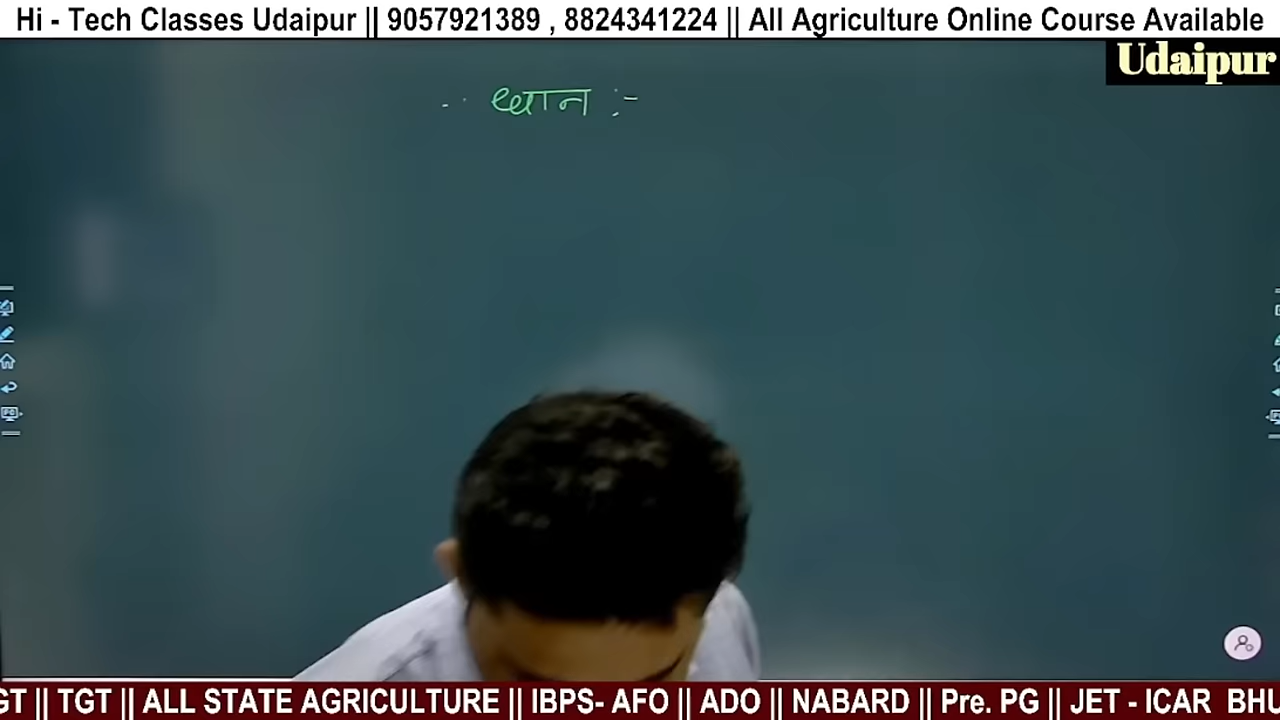 Hi - Tech Classes Udaipur || 9057921389 , 8824341224 || All Agriculture Online Course Available
Udaipur
धान :-
GT || TGT || ALL STATE AGRICULTURE || IBPS- AFO || ADO || NABARD || Pre. PG || JET - ICAR BHU